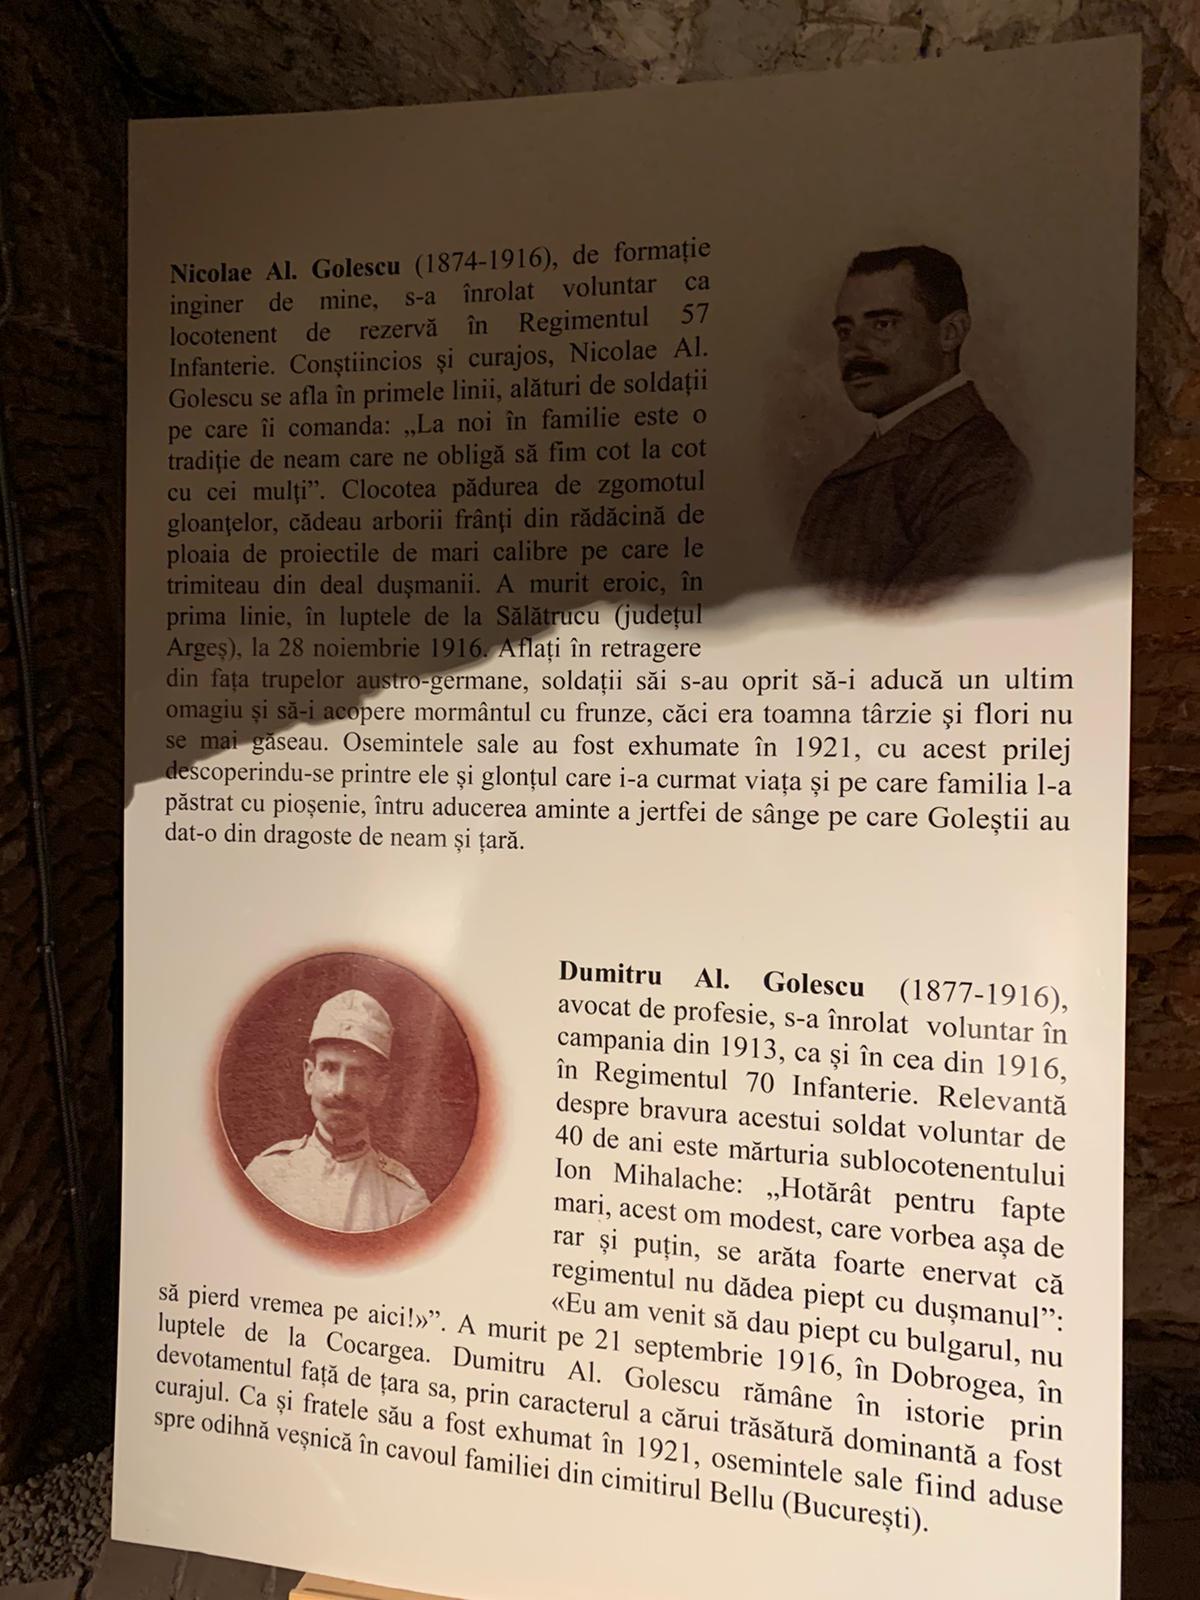 Nicolae Al. Golescu (1874-1916), de formație
inginer de mine, s-a înrolat voluntar ca
locotenent de rezervă în Regimentul 57
Infanterie. Conștiincios și curajos, Nicolae Al.
Golescu se afla în primele linii, alături de soldații
pe care îi comanda: „La noi în familie este o
tradiție de neam care ne obligă să fim cot la cot
cu cei mulți”. Clocotea pădurea de zgomotul
gloanțelor, cădeau arborii frânți din rădăcină de
ploaia de proiectile de mari calibre pe care le
trimiteau din deal dușmanii. A murit eroic, în
prima linie, în luptele de la Sălătrucu (județul
Argeș), la 28 noiembrie 1916. Aflați în retragere
din fața trupelor austro-germane, soldații săi s-au oprit să-i aducă un ultim
omagiu și să-i acopere mormântul cu frunze, căci era toamna târzie și flori nu
se mai găseau. Osemintele sale au fost exhumate în 1921, cu acest prilej
descoperindu-se printre ele și glonțul care i-a curmat viața și pe care familia l-a
păstrat cu pioșenie, întru aducerea aminte a jertfei de sânge pe care Goleștii au
dat-o din dragoste de neam și țară.
Dumitru Al. Golescu (1877-1916),
avocat de profesie, s-a înrolat voluntar în
campania din 1913, ca și în cea din 1916,
în Regimentul 70 Infanterie. Relevantă
despre bravura acestui soldat voluntar de
40 de ani este mărturia sublocotenentului
Ion Mihalache: „Hotărât pentru fapte
mari, acest om modest, care vorbea așa de
rar și puțin, se arăta foarte enervat că
regimentul nu dădea piept cu dușmanul”:
«Eu am venit să dau piept cu bulgarul, nu
să pierd vremea pe aici!»”. A murit pe 21 septembrie 1916, în Dobrogea, în
luptele de la Cocargea. Dumitru Al. Golescu rămâne în istorie prin
devotamentul față de țara sa, prin caracterul a cărui trăsătură dominantă a fost
curajul. Ca și fratele său a fost exhumat în 1921, osemintele sale fiind aduse
spre odihnă veșnică în cavoul familiei din cimitirul Bellu (București).